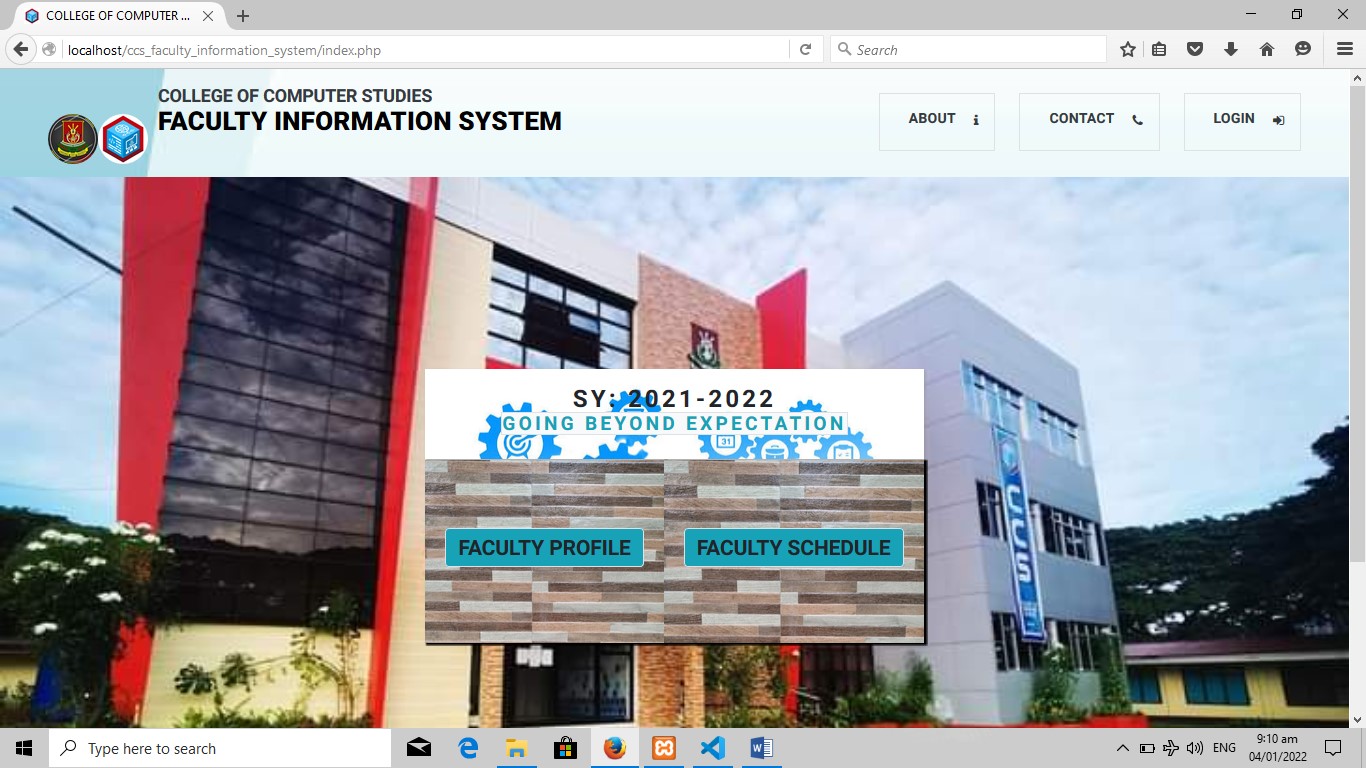 COLLEGE OF COMPUTER ...
localhost/ccs_faculty_information_system/index.php
Search
COLLEGE OF COMPUTER STUDIES
FACULTY INFORMATION SYSTEM
ABOUT
CONTACT
LOGIN
SY: 2021-2022
GOING BEYOND EXPECTATION
31
FACULTY PROFILE
FACULTY SCHEDULE
CCS
Type here to search
ENG
9:10 am
04/01/2022